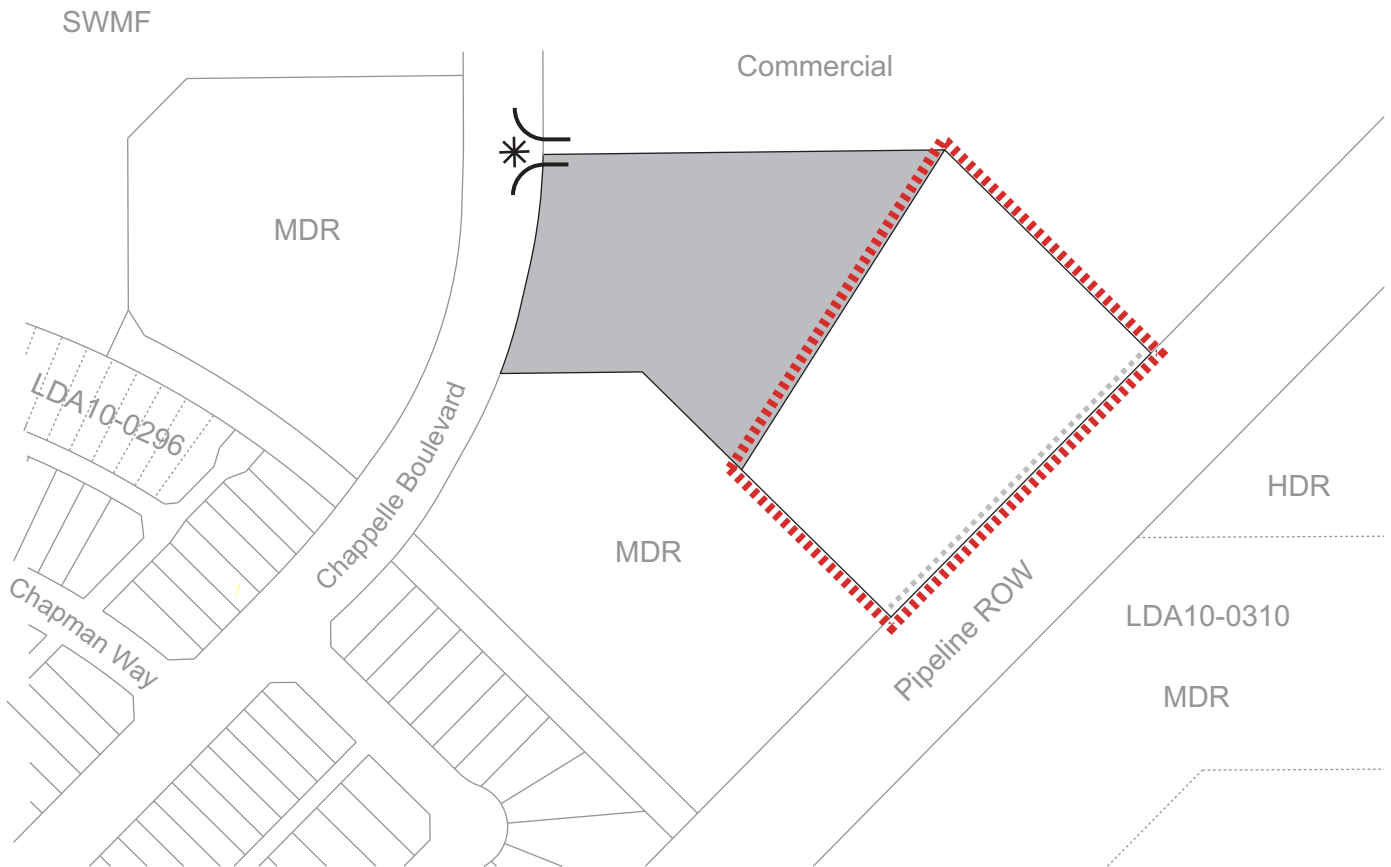 SWMF
Commercial
MDR
LDA10-0296
Chappelle Boulevard
HDR
MDR
Chapman Way
Pipeline ROW
LDA10-0310
MDR